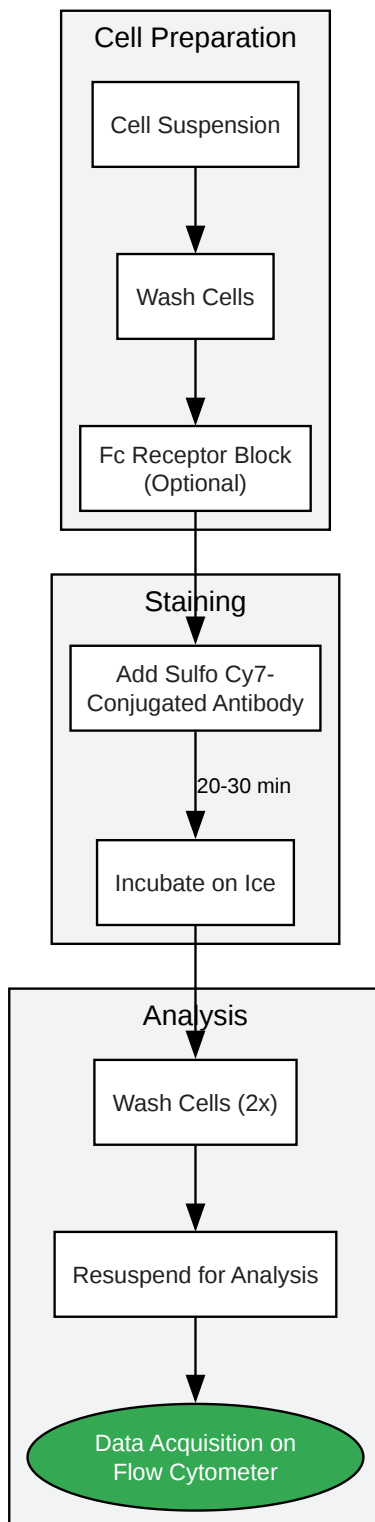 Cell Preparation
Cell Suspension
Wash Cells
Fc Receptor Block
(Optional)
Staining
Add Sulfo Cy7-
Conjugated Antibody
20-30 min
Incubate on Ice
Analysis
Wash Cells (2x)
Resuspend for Analysis
Data Acquisition on
Flow Cytometer